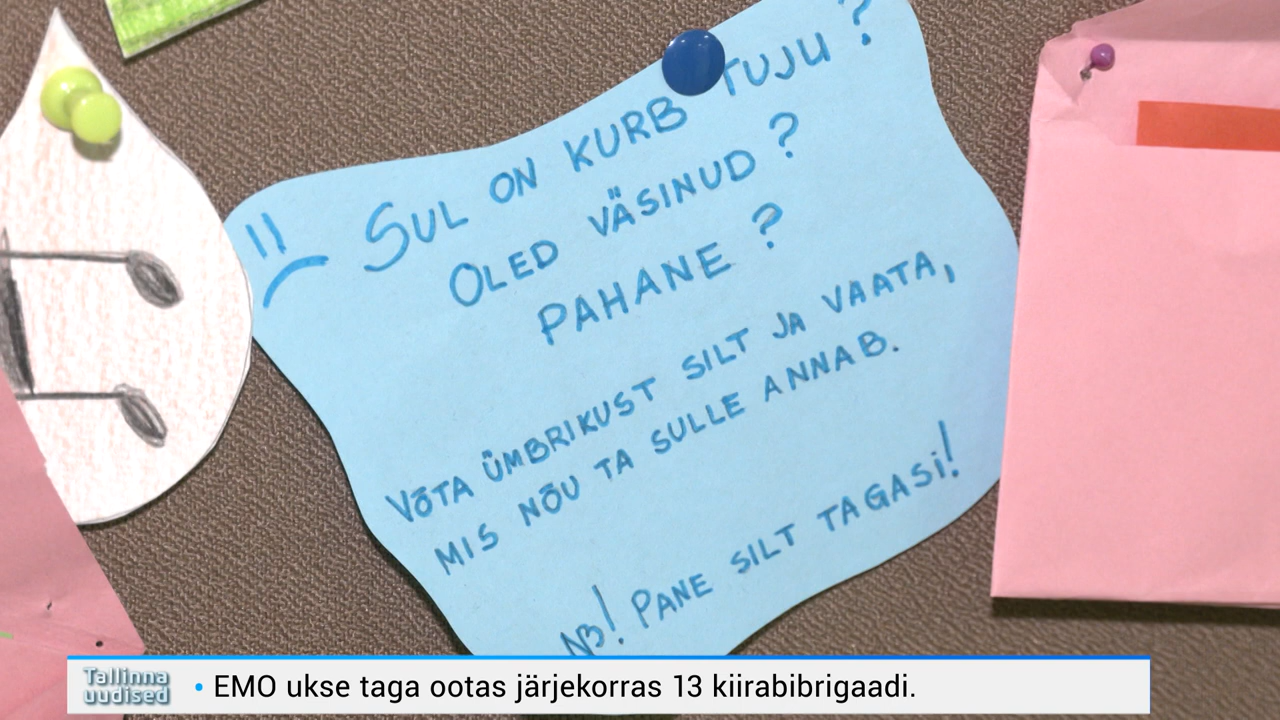 SUL ON KURB TUJU?
OLED VÄSINUD?
PAHANE?
VÕTA ÜMBRIKUST SILT JA VAATA,
MIS NÕU TA SULLE ANNAB.
NB! PANE SILT TAGASI!
Tallinna
uudised
• EMO ukse taga ootas järjekorras 13 kiirabibrigaadi.